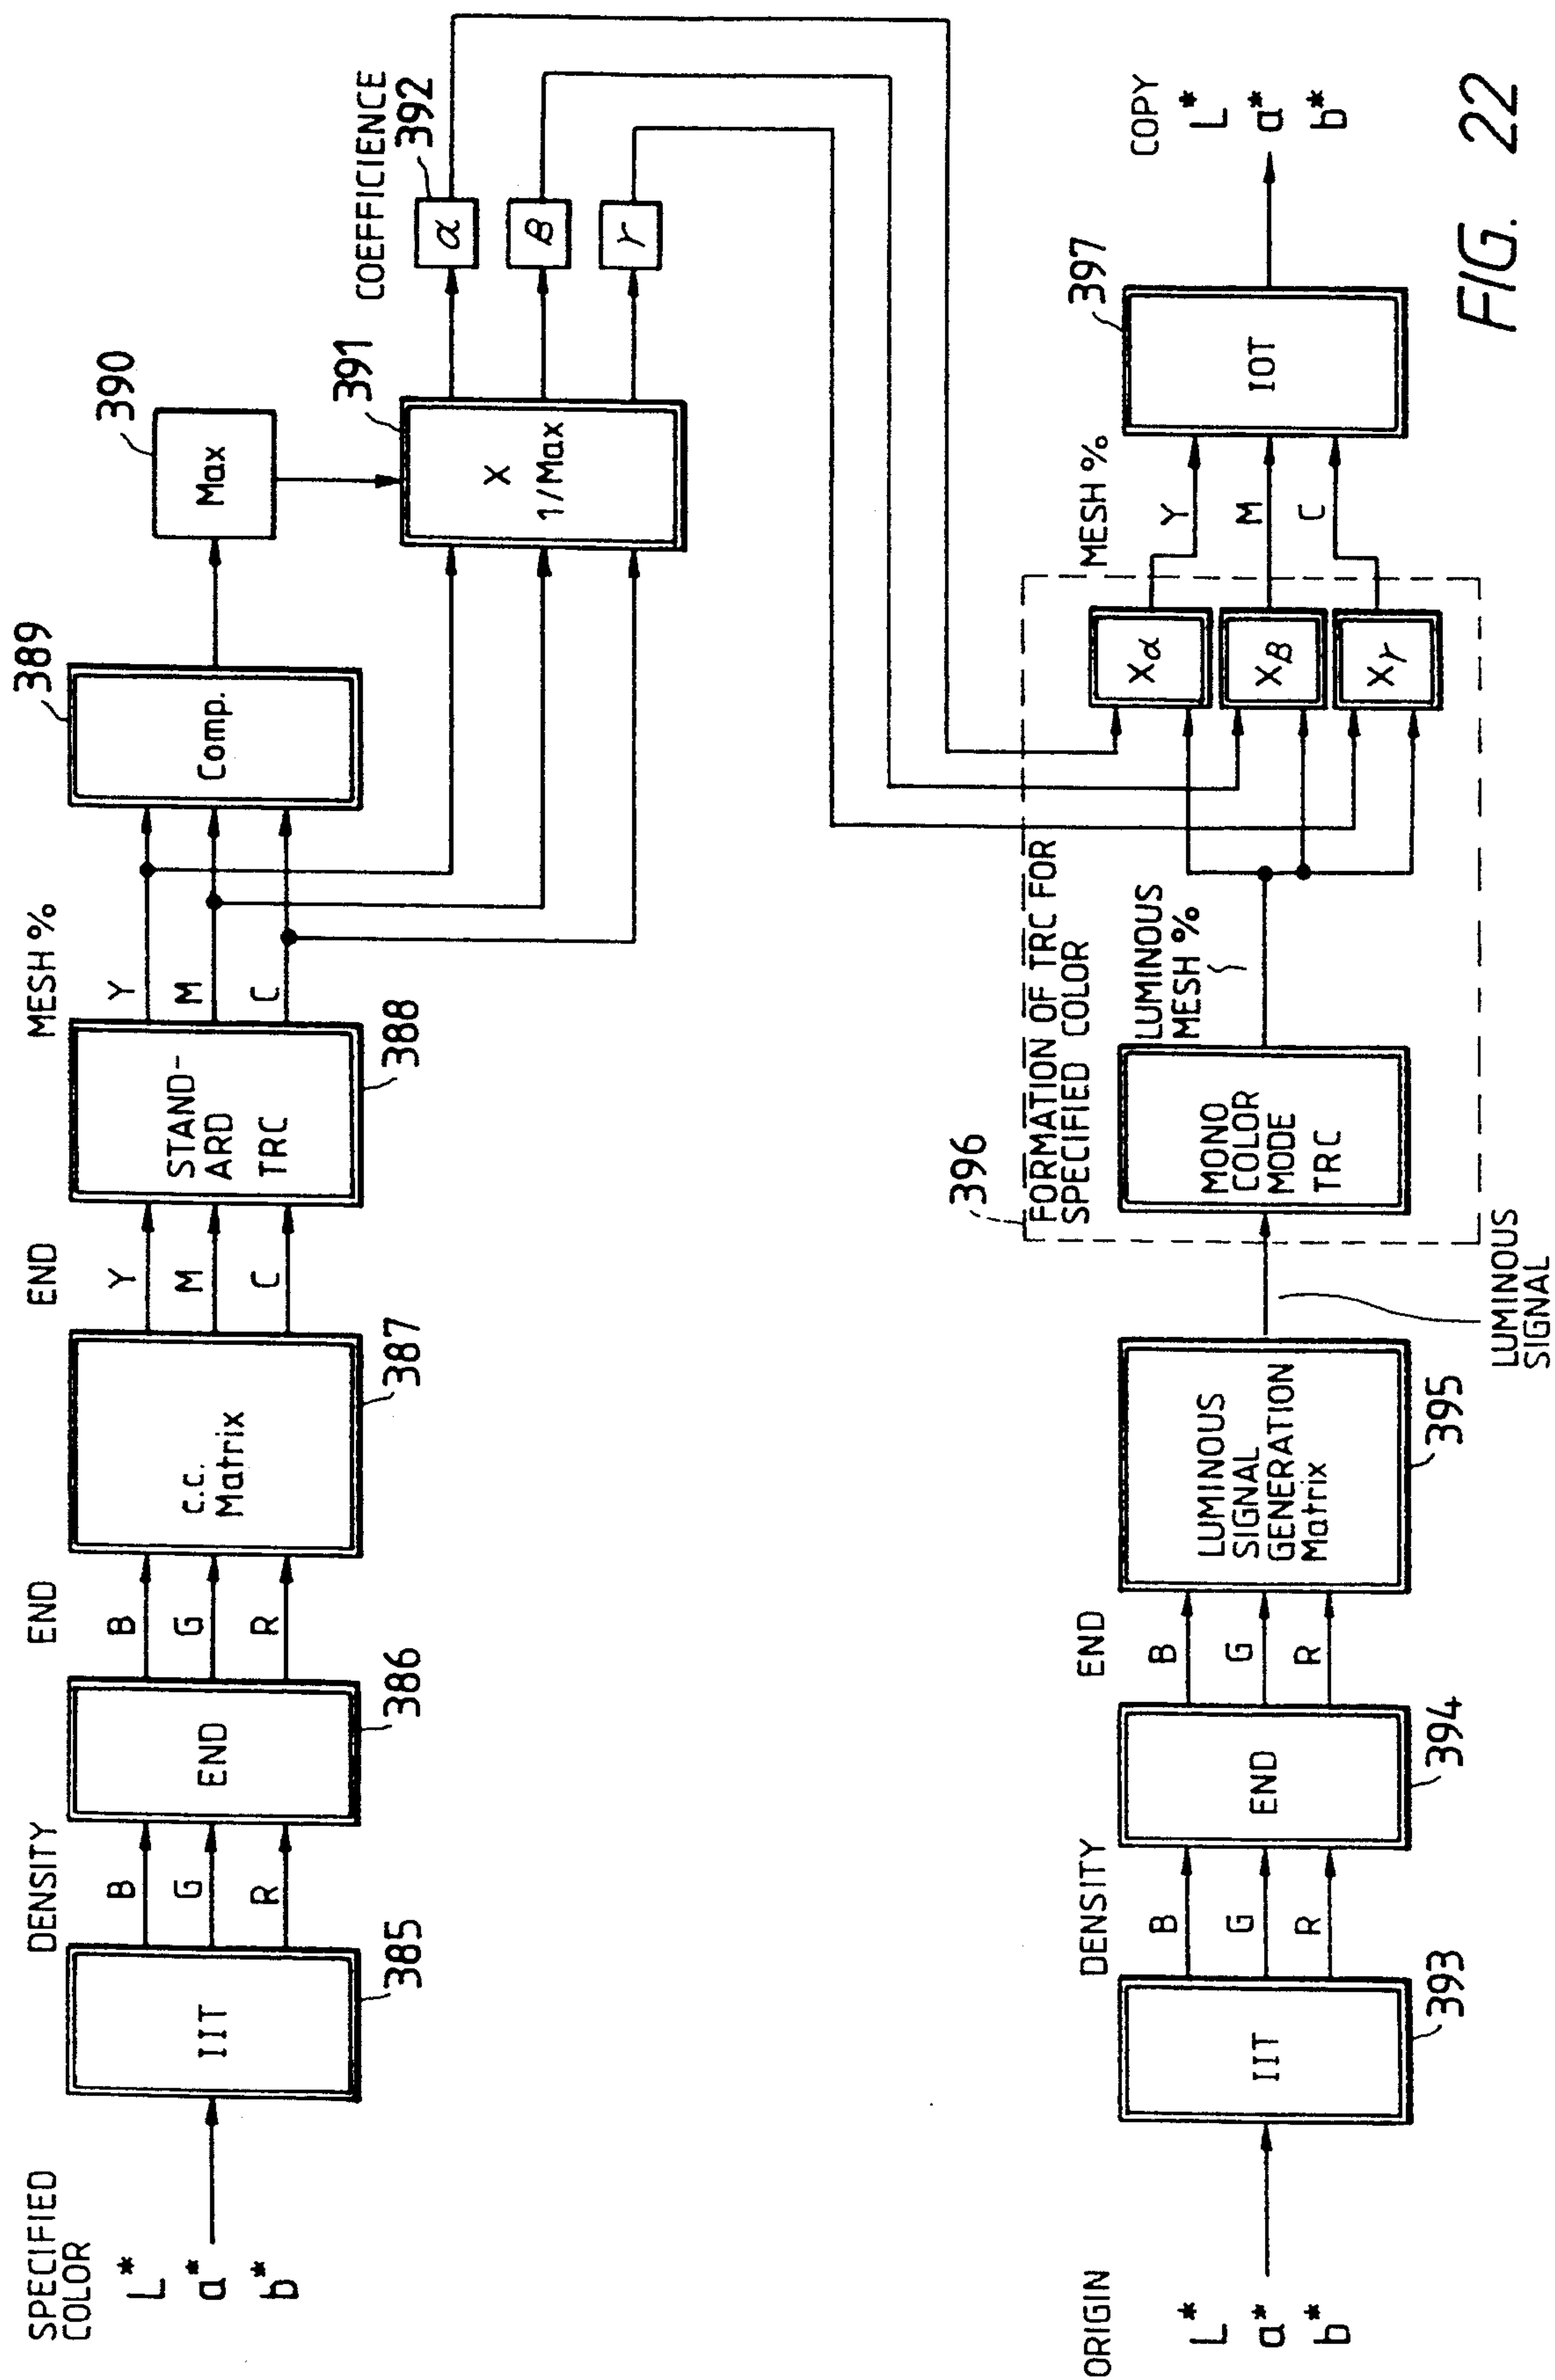 SPECIFIED
COLOR
L*
a*
b*
IIT
385
DENSITY
B
G
R
END
386
END
B
G
R
c.c.
Matrix
387
END
Y
M
C
STAND-
ARD
TRC
388
MESH %
Y
M
C
Comp.
389
Max
390
X
1/Max
391
COEFFICIENCE
392
α
β
γ
ORIGIN
L*
a*
b*
IIT
393
DENSITY
B
G
R
END
394
END
B
G
R
LUMINOUS
SIGNAL
GENERATION
Matrix
395
LUMINOUS
SIGNAL
396
FORMATION OF TRC FOR
SPECIFIED COLOR
MONO
COLOR
MODE
TRC
LUMINOUS
MESH %
Xα
Xβ
Xγ
MESH %
Y
M
C
IOT
397
COPY
L*
a*
b*
FIG. 22